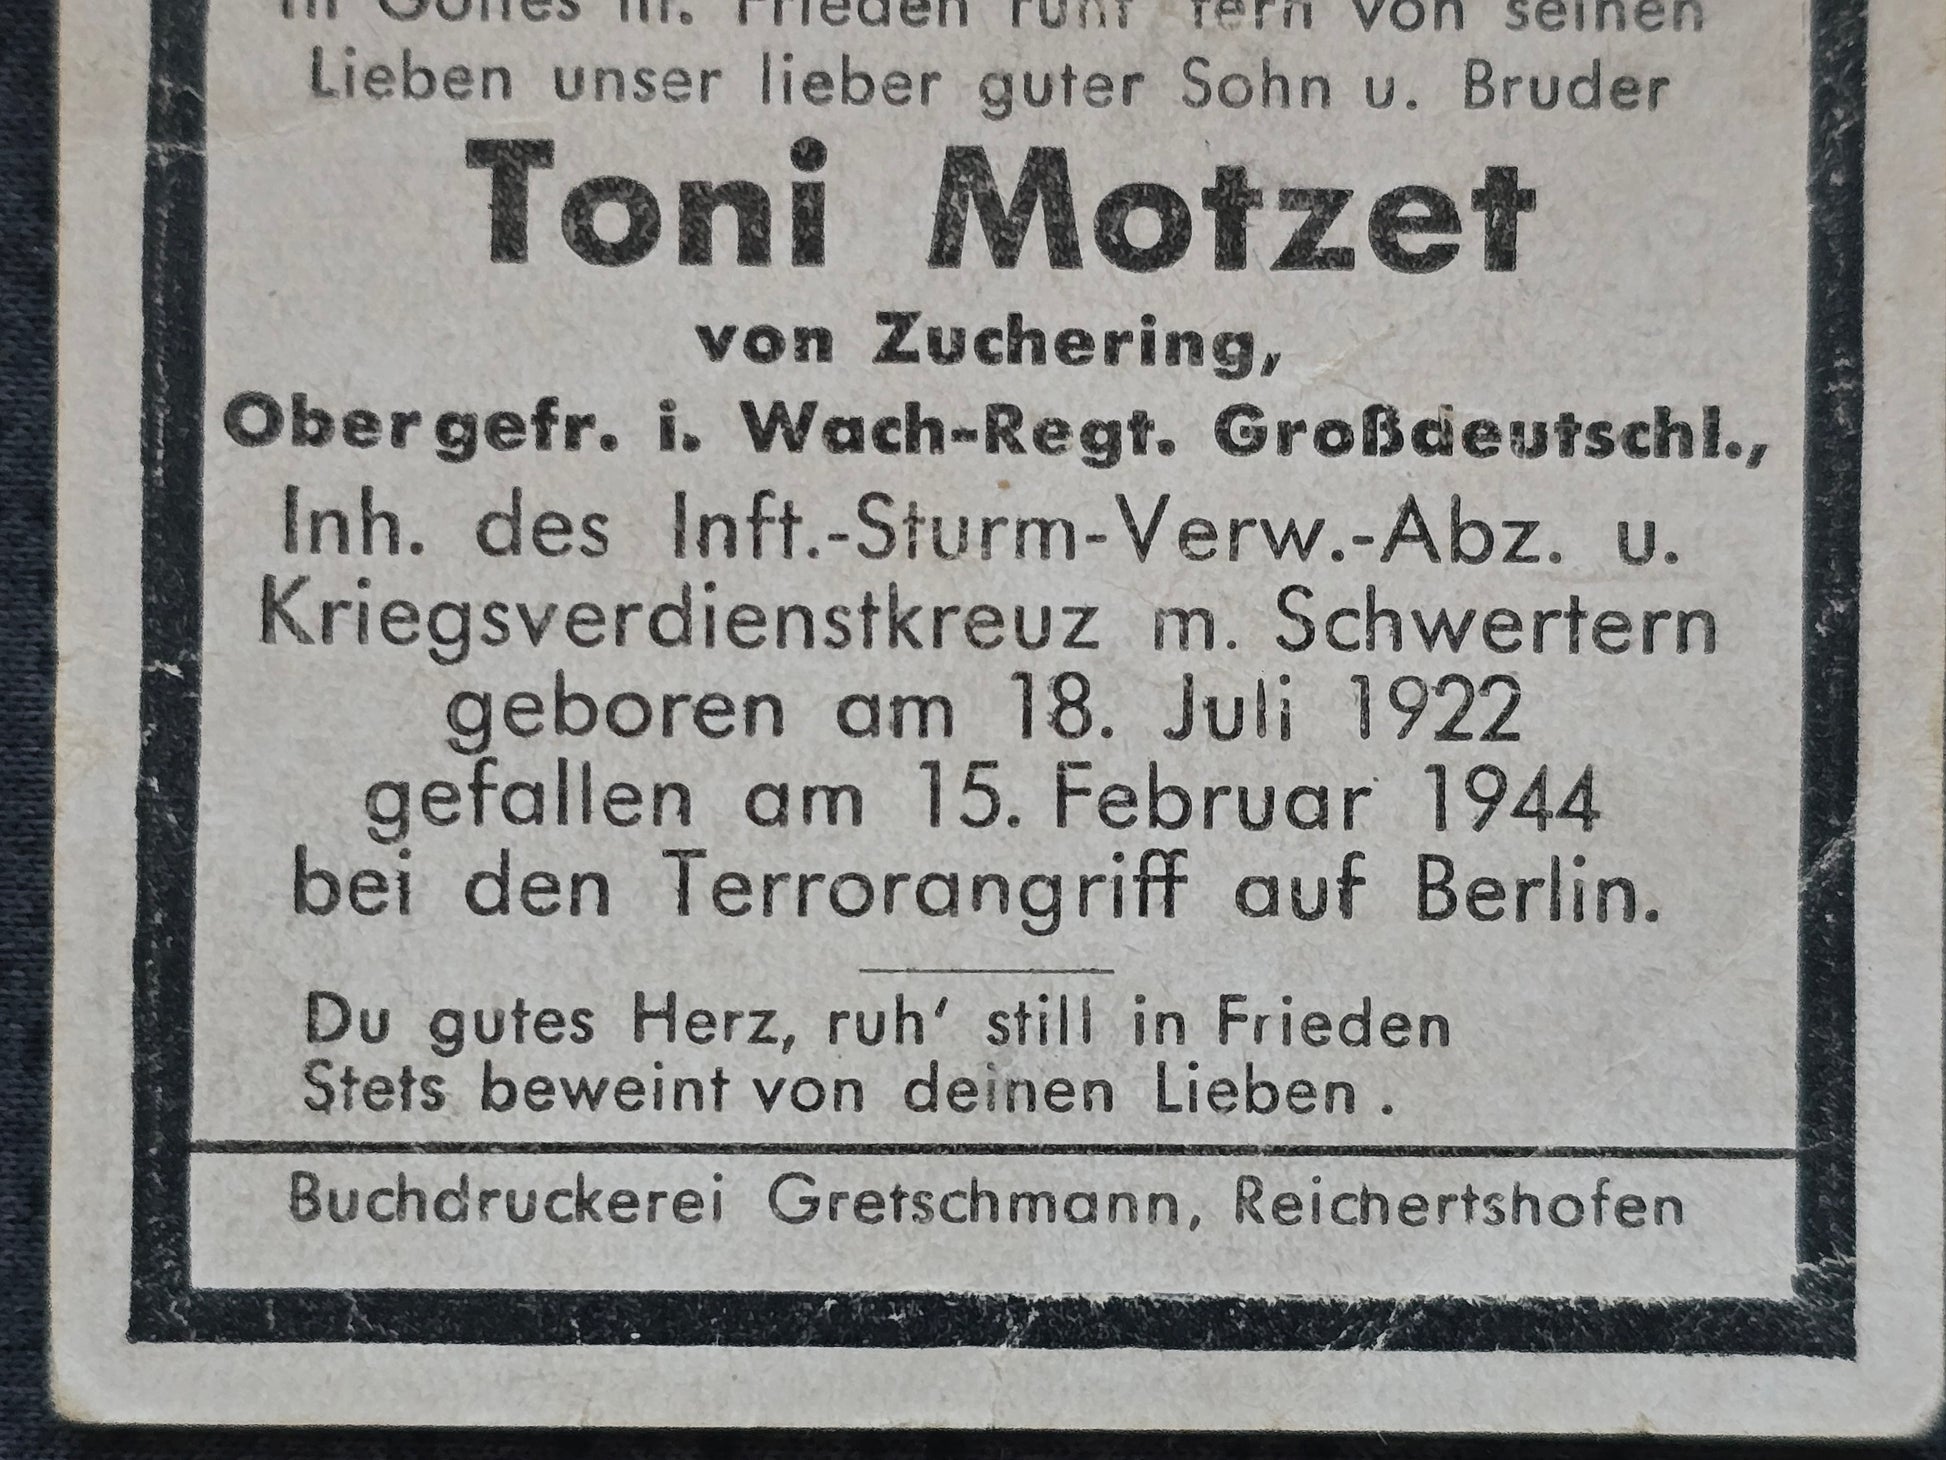 in Gottes hl. Frieden ruht fern von seinen
Lieben unser lieber guter Sohn u. Bruder
Toni Motzet
von Zuchering,
Obergefr. i. Wach-Regt. Großdeutschl.,
Inh. des Inft.-Sturm-Verw.-Abz. u.
Kriegsverdienstkreuz m. Schwertern
geboren am 18. Juli 1922
gefallen am 15. Februar 1944
bei den Terrorangriff auf Berlin.
Du gutes Herz, ruh' still in Frieden
Stets beweint von deinen Lieben.
Buchdruckerei Gretschmann, Reichertshofen